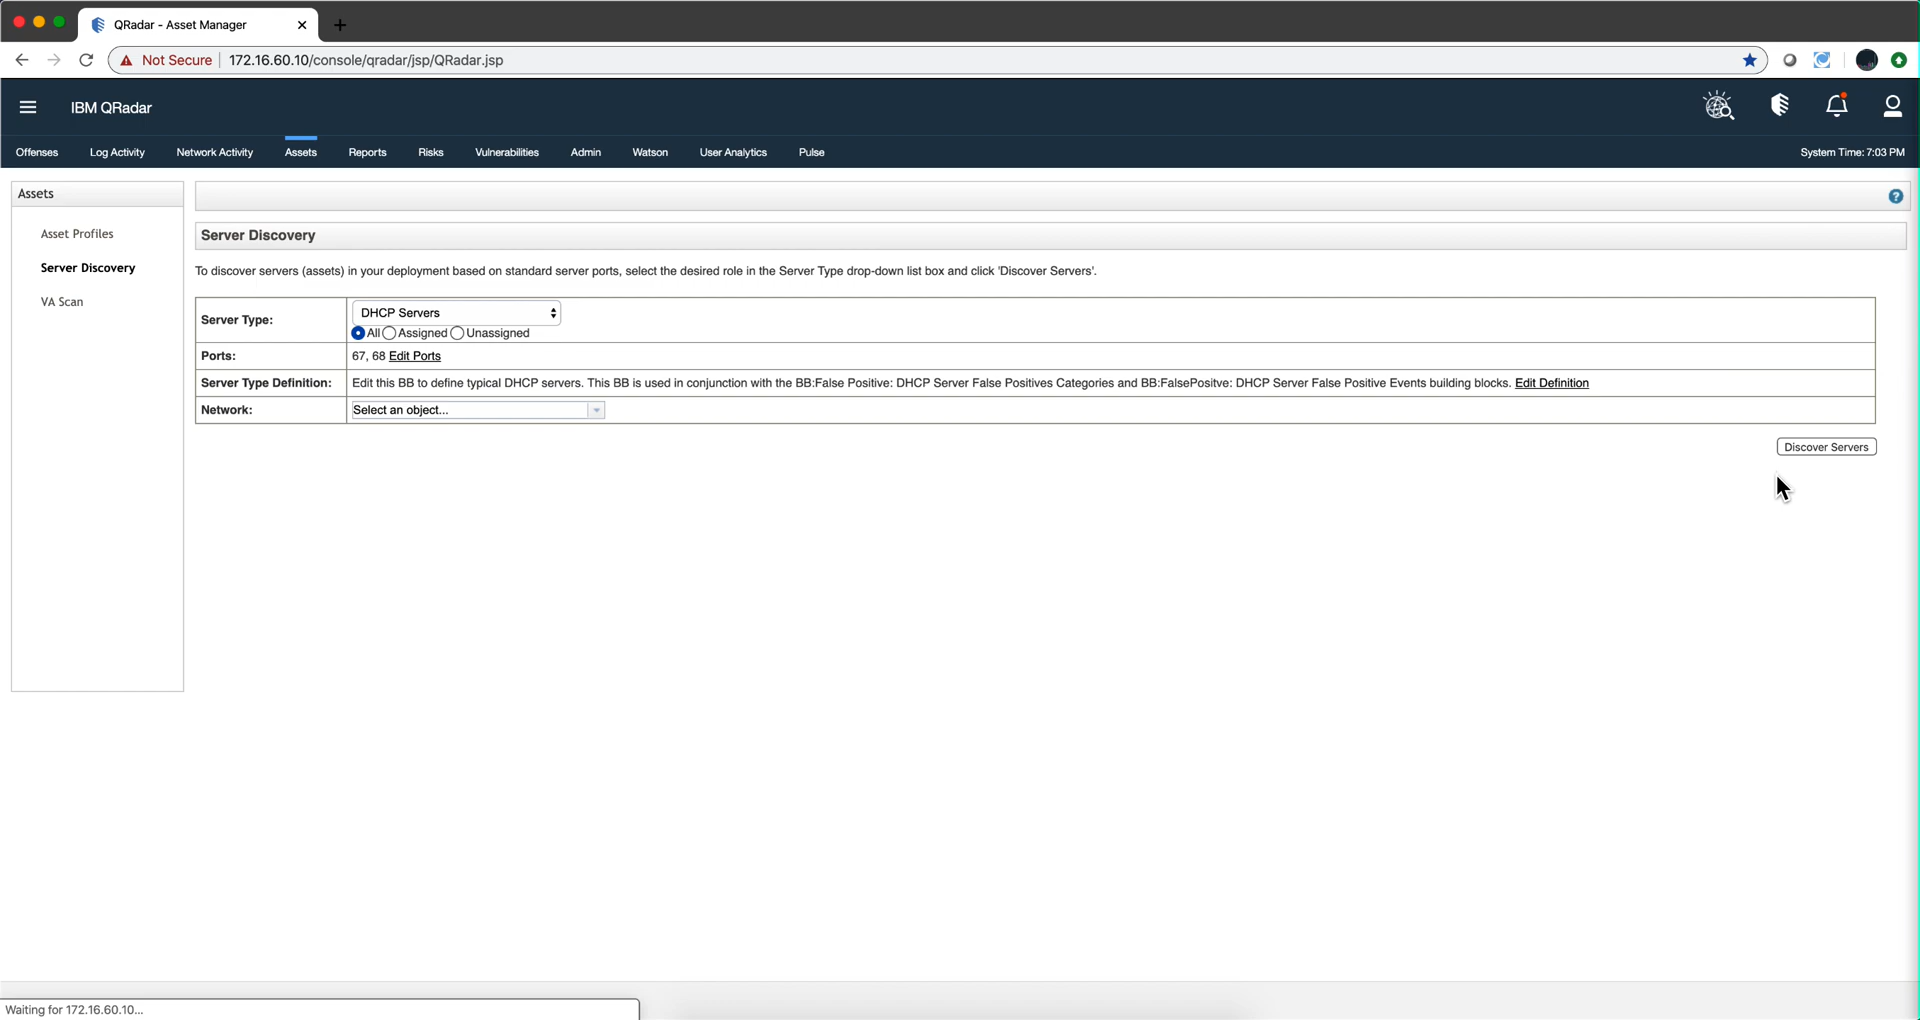 QRadar - Asset Manager
Not Secure 172.16.60.10/console/qradar/jsp/QRadar.jsp
IBM QRadar
Offenses Log Activity Network Activity Assets Reports Risks Vulnerabilities Admin Watson User Analytics Pulse System Time: 7:03 PM
Assets
Asset Profiles
Server Discovery
VA Scan
Server Discovery
To discover servers (assets) in your deployment based on standard server ports, select the desired role in the Server Type drop-down list box and click 'Discover Servers'.
Server Type: DHCP Servers
All Assigned Unassigned
Ports: 67, 68 Edit Ports
Server Type Definition: Edit this BB to define typical DHCP servers. This BB is used in conjunction with the BB:False Positive: DHCP Server False Positives Categories and BB:FalsePositve: DHCP Server False Positive Events building blocks. Edit Definition
Network: Select an object...
Discover Servers
Waiting for 172.16.60.10...